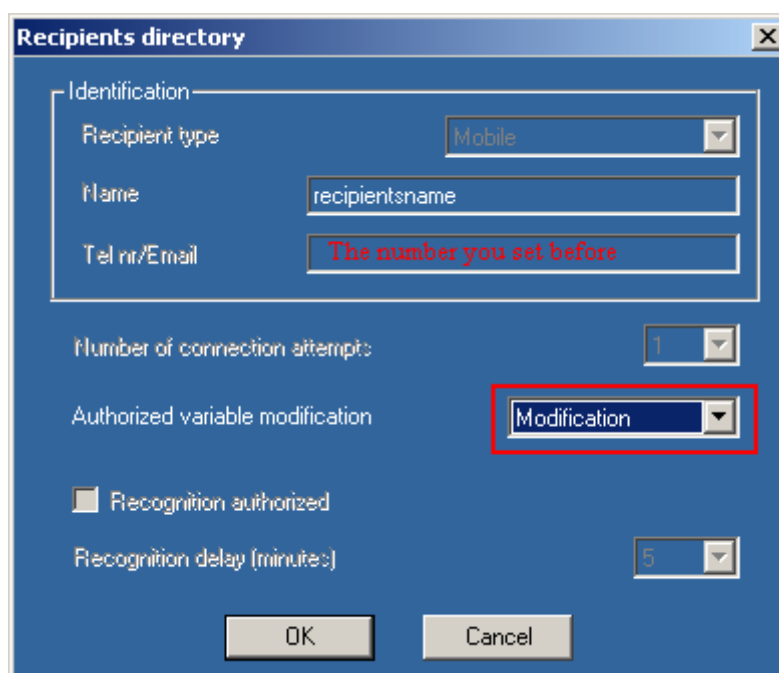 Recipients directory
Identification
Recipient type Mobile
Name recipientsname
Tel nr/Email The number you set before
Number of connection attempts 1
Authorized variable modification Modification
Recognition authorized
Recognition delay (minutes) 5
OK Cancel